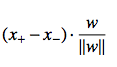 (x₊ − x₋) · w / ‖w‖